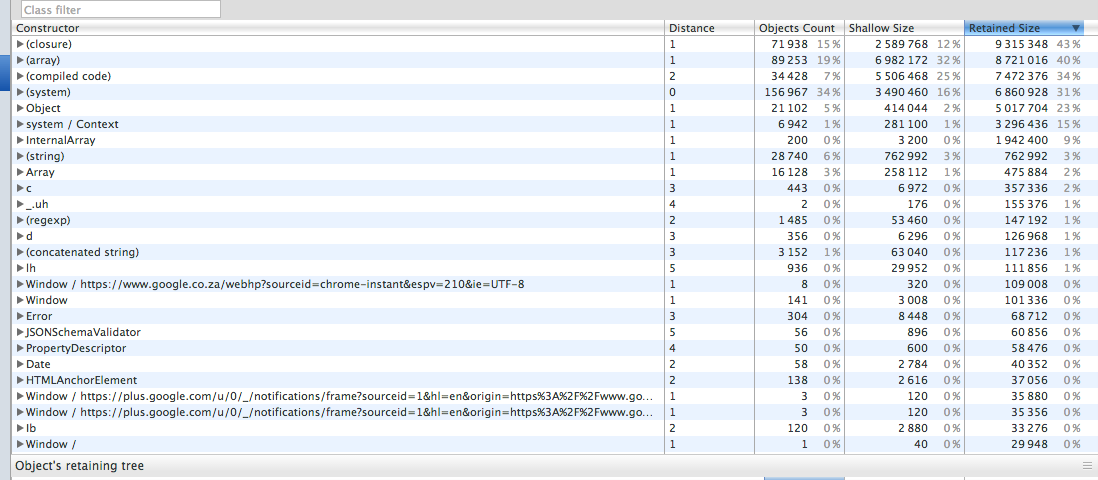 Class filter
Constructor Distance Objects Count Shallow Size Retained Size
(closure) 1 71 938 15% 2 589 768 12% 9 315 348 43%
(array) 1 89 253 19% 6 982 172 32% 8 721 016 40%
(compiled code) 2 34 428 7% 5 506 468 25% 7 472 376 34%
(system) 0 156 967 34% 3 490 460 16% 6 860 928 31%
Object 1 21 102 5% 414 044 2% 5 017 704 23%
system / Context 1 6 942 1% 281 100 1% 3 296 436 15%
InternalArray 1 200 0% 3 200 0% 1 942 400 9%
(string) 1 28 740 6% 762 992 3% 762 992 3%
Array 1 16 128 3% 258 112 1% 475 884 2%
c 3 443 0% 6 972 0% 357 336 2%
_.uh 4 2 0% 176 0% 155 376 1%
(regexp) 2 1 485 0% 53 460 0% 147 192 1%
d 3 356 0% 6 296 0% 126 968 1%
(concatenated string) 3 3 152 1% 63 040 0% 117 236 1%
lh 5 936 0% 29 952 0% 111 856 1%
Window / https://www.google.co.za/webhp?sourceid=chrome-instant&espv=210&ie=UTF-8 1 8 0% 320 0% 109 008 0%
Window 1 141 0% 3 008 0% 101 336 0%
Error 3 304 0% 8 448 0% 68 712 0%
JSONSchemaValidator 5 56 0% 896 0% 60 856 0%
PropertyDescriptor 4 50 0% 600 0% 58 476 0%
Date 2 58 0% 2 784 0% 40 352 0%
HTMLAnchorElement 2 138 0% 2 616 0% 37 056 0%
Window / https://plus.google.com/u/0/_/notifications/frame?sourceid=1&hl=en&origin=https%3A%2F%2Fwww.go... 1 3 0% 120 0% 35 880 0%
Window / https://plus.google.com/u/0/_/notifications/frame?sourceid=1&hl=en&origin=https%3A%2F%2Fwww.go... 1 3 0% 120 0% 35 356 0%
lb 2 120 0% 2 880 0% 33 276 0%
Window / 1 1 0% 40 0% 29 948 0%
Object's retaining tree